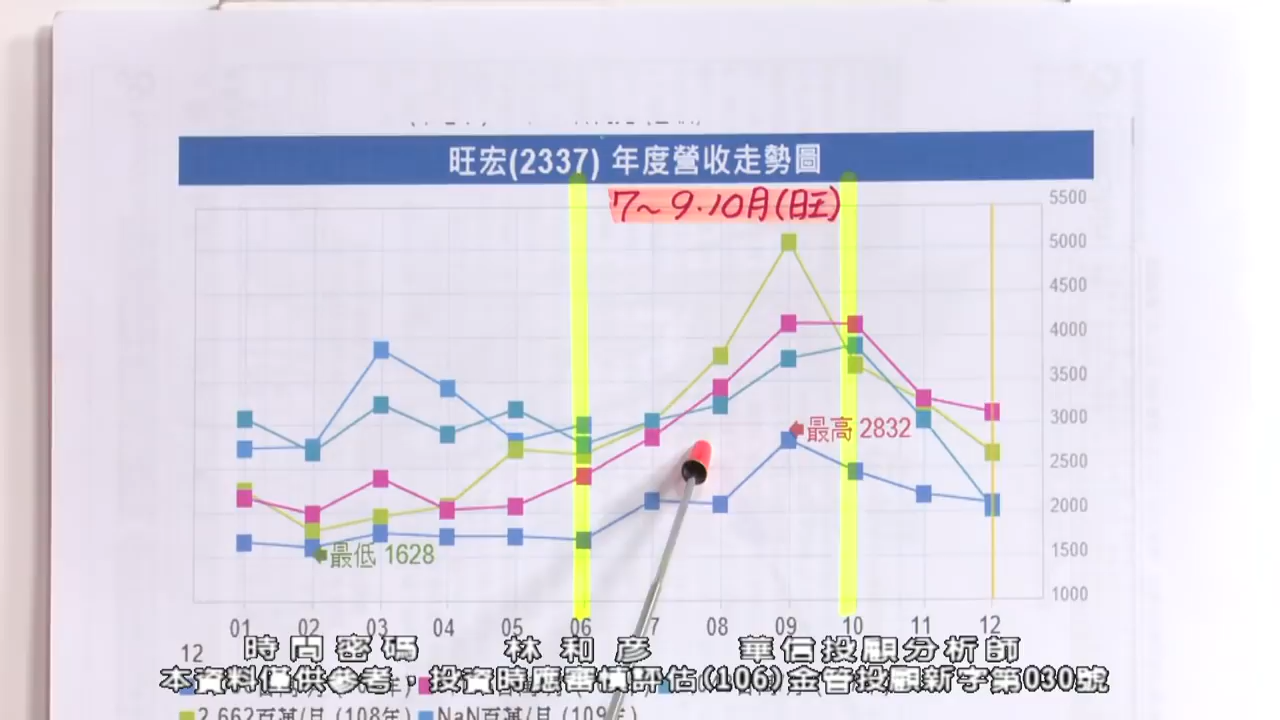 旺宏(2337) 年度營收走勢圖
7~9.10月(旺)
5500
5000
4500
4000
3500
3000
2500
2000
1500
1000
最高 2832
最低 1628
01 02 03 04 05 06 7 08 09 10 11 12
12
時間密碼 林和彥 華信投顧分析師
本資料僅供參考，投資時應審慎評估(106)金管投顧新字第030號
2,662百萬/月 (108年) NaN百萬/月 (109年)